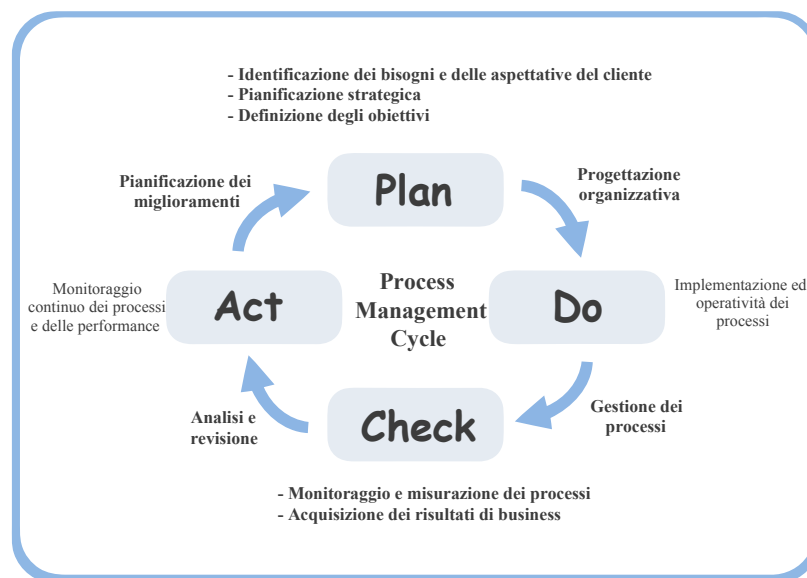 - Identificazione dei bisogni e delle aspettative del cliente
- Pianificazione strategica
- Definizione degli obiettivi
Pianificazione dei
miglioramenti
Plan
Progettazione
organizzativa
Monitoraggio
continuo dei processi
e delle performance
Act
Process
Management
Cycle
Do
Implementazione ed
operatività dei
processi
Analisi e
revisione
Check
Gestione dei
processi
- Monitoraggio e misurazione dei processi
- Acquisizione dei risultati di business